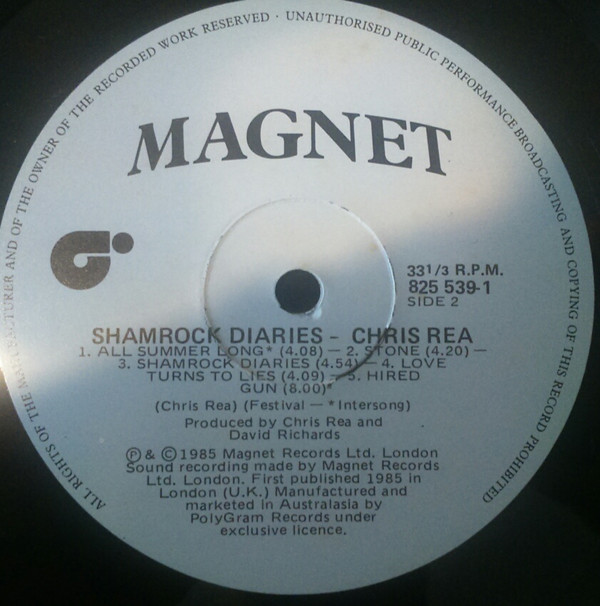 ALL RIGHTS OF THE MANUFACTURER AND OF THE OWNER OF THE RECORDED WORK RESERVED · UNAUTHORISED PUBLIC PERFORMANCE BROADCASTING AND COPYING OF THIS RECORD PROHIBITED
MAGNET
33 1/3 R.P.M.
825 539-1
SIDE 2
SHAMROCK DIARIES – CHRIS REA
1. ALL SUMMER LONG* (4.08) — 2. STONE (4.20) —
3. SHAMROCK DIARIES (4.54) — 4. LOVE
TURNS TO LIES (4.09) — 5. HIRED
GUN (8.00)*
(Chris Rea) (Festival — *Intersong)
Produced by Chris Rea and
David Richards
Ⓟ & © 1985 Magnet Records Ltd. London
Sound recording made by Magnet Records
Ltd. London. First published 1985 in
London (U.K.) Manufactured and
marketed in Australasia by
PolyGram Records under
exclusive licence.